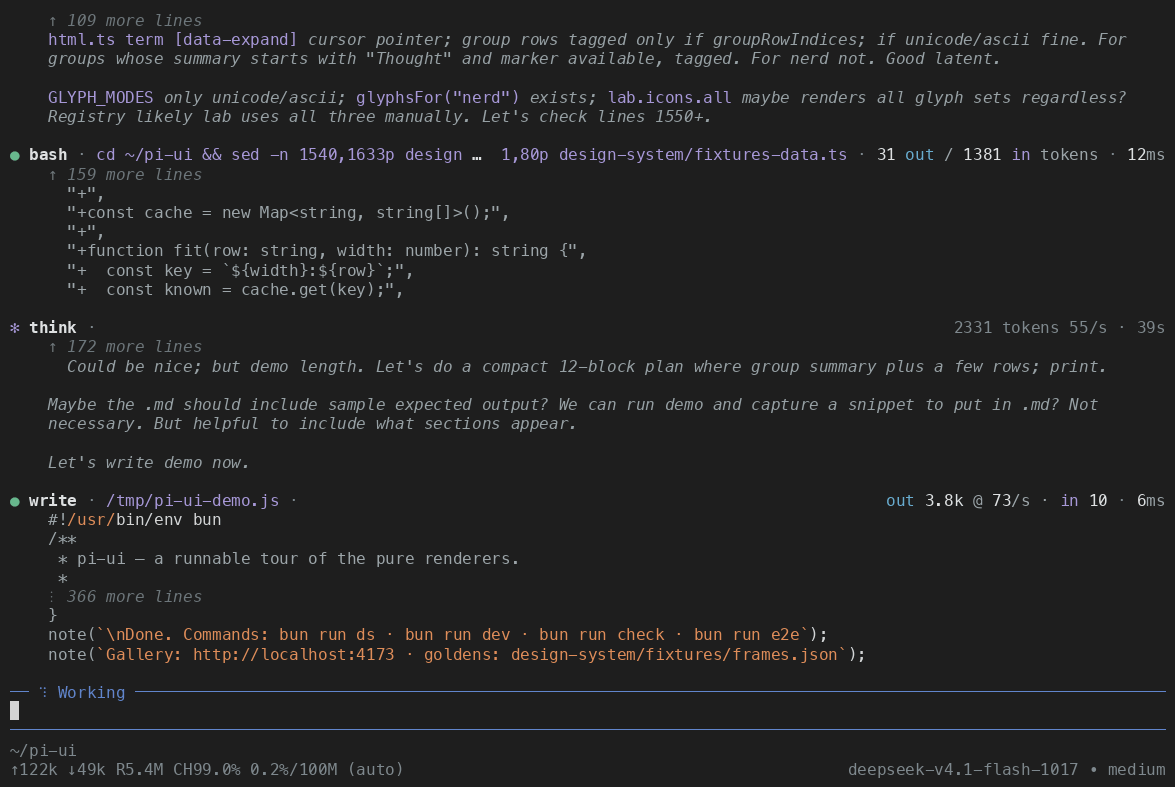 ↑ 109 more lines
html.ts term [data-expand] cursor pointer; group rows tagged only if groupRowIndices; if unicode/ascii fine. For
groups whose summary starts with "Thought" and marker available, tagged. For nerd not. Good latent.
GLYPH_MODES only unicode/ascii; glyphsFor("nerd") exists; lab.icons.all maybe renders all glyph sets regardless?
Registry likely lab uses all three manually. Let's check lines 1550+.
● bash · cd ~/pi-ui && sed -n 1540,1633p design … 1,80p design-system/fixtures-data.ts · 31 out / 1381 in tokens · 12ms
↑ 159 more lines
"+",
"+const cache = new Map<string, string[]>();",
"+",
"+function fit(row: string, width: number): string {",
"+  const key = `${width}:${row}`;",
"+  const known = cache.get(key);",
✻ think · 2331 tokens 55/s · 39s
↑ 172 more lines
Could be nice; but demo length. Let's do a compact 12-block plan where group summary plus a few rows; print.
Maybe the .md should include sample expected output? We can run demo and capture a snippet to put in .md? Not
necessary. But helpful to include what sections appear.
Let's write demo now.
● write · /tmp/pi-ui-demo.js · out 3.8k @ 73/s · in 10 · 6ms
#!/usr/bin/env bun
/**
 * pi-ui — a runnable tour of the pure renderers.
 *
⋮ 366 more lines
}
note(`\nDone. Commands: bun run ds · bun run dev · bun run check · bun run e2e`);
note(`Gallery: http://localhost:4173 · goldens: design-system/fixtures/frames.json`);
── ⠹ Working
~/pi-ui
↑122k ↓49k R5.4M CH99.0% 0.2%/100M (auto) deepseek-v4.1-flash-1017 • medium